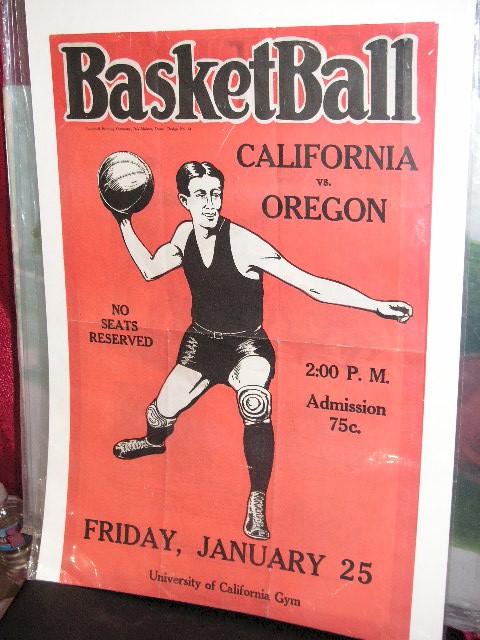 BasketBall
CALIFORNIA
vs.
OREGON
NO
SEATS
RESERVED
2:00 P. M.
Admission
75c.
FRIDAY, JANUARY 25
University of California Gym